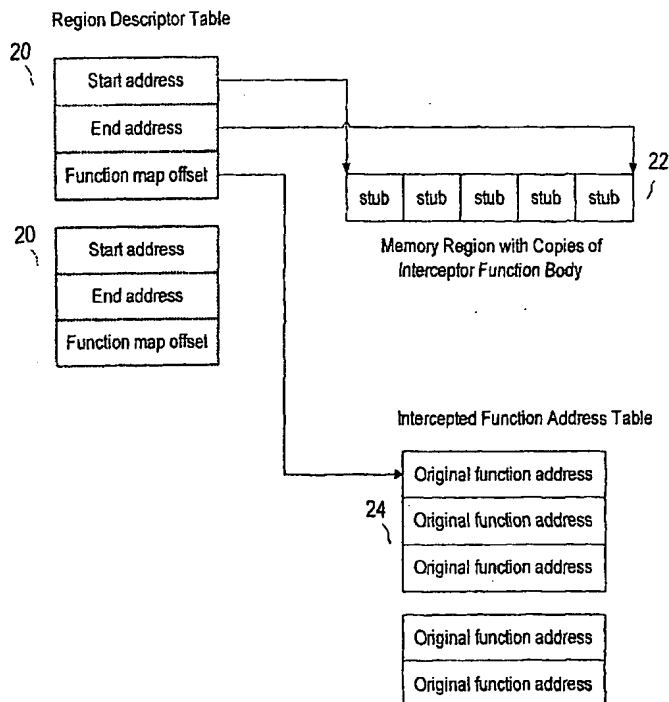 Region Descriptor Table
20
Start address
End address
Function map offset
22
stub stub stub stub stub
Memory Region with Copies of
Interceptor Function Body
20
Start address
End address
Function map offset
Intercepted Function Address Table
Original function address
24
Original function address
Original function address
Original function address
Original function address